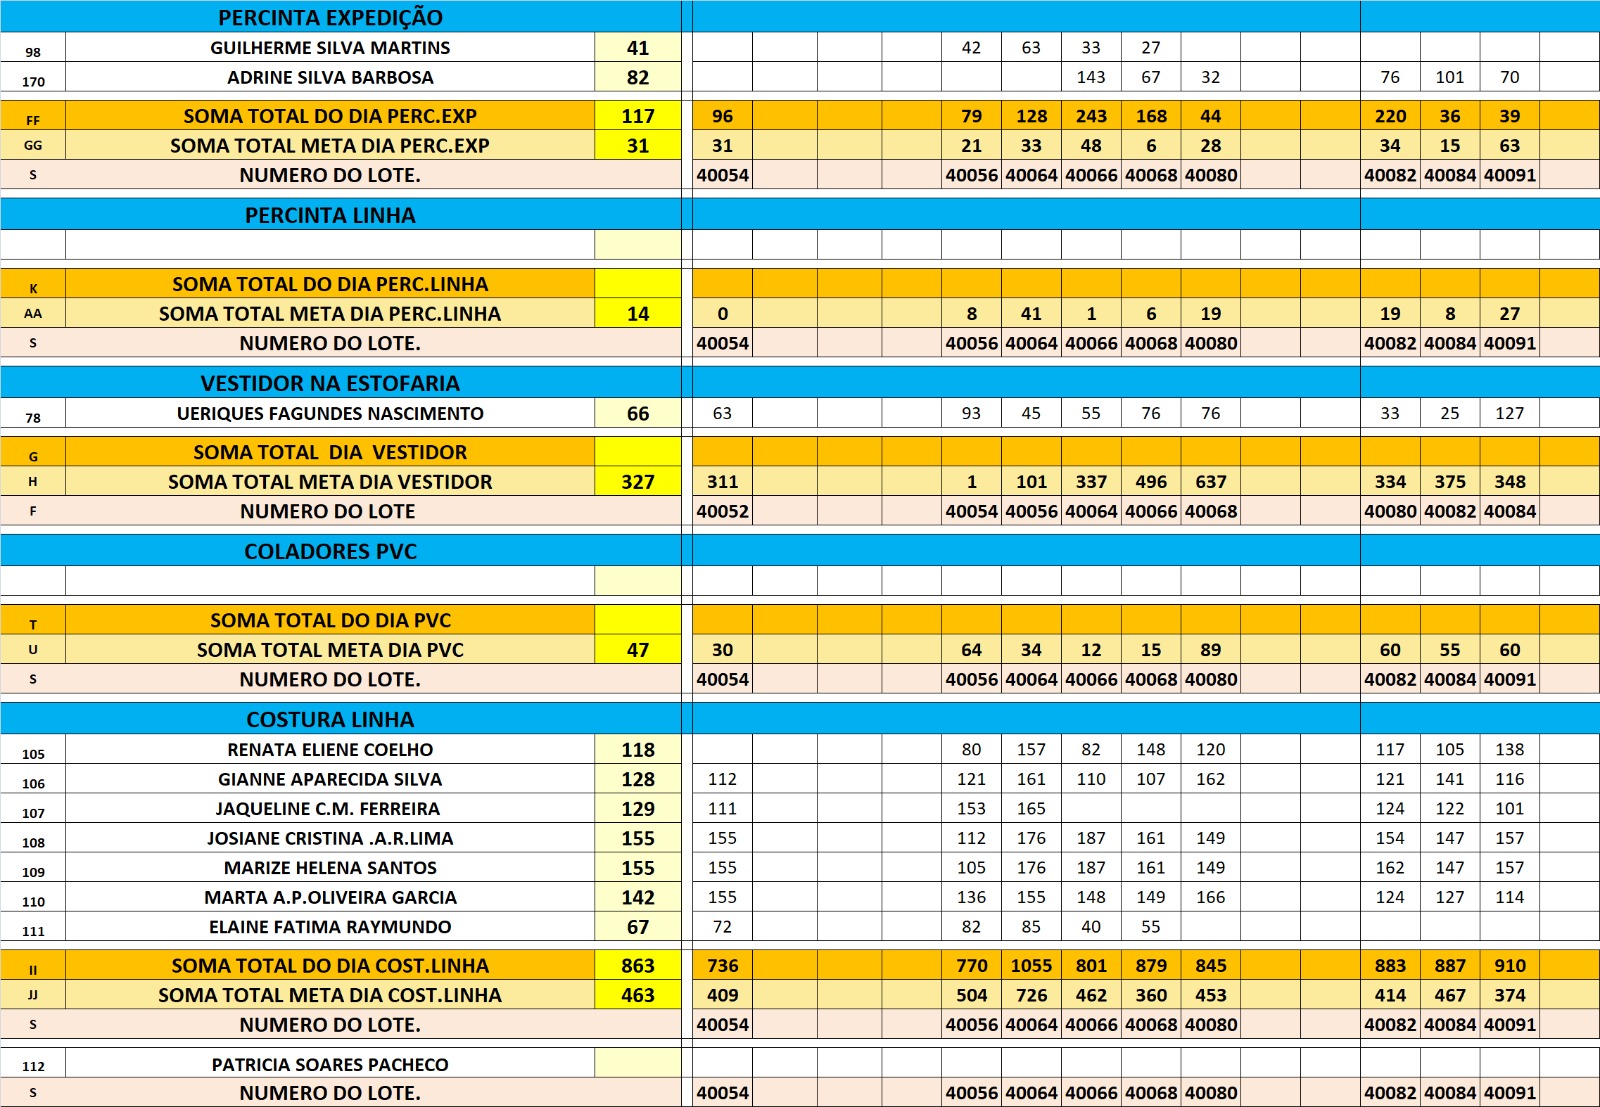 PERCINTA EXPEDIÇÃO
98 GUILHERME SILVA MARTINS 41 42 63 33 27
170 ADRINE SILVA BARBOSA 82 143 67 32 76 101 70
FF SOMA TOTAL DO DIA PERC.EXP 117 96 79 128 243 168 44 220 36 39
GG SOMA TOTAL META DIA PERC.EXP 31 31 21 33 48 6 28 34 15 63
S NUMERO DO LOTE. 40054 40056 40064 40066 40068 40080 40082 40084 40091
PERCINTA LINHA
K SOMA TOTAL DO DIA PERC.LINHA
AA SOMA TOTAL META DIA PERC.LINHA 14 0 8 41 1 6 19 19 8 27
S NUMERO DO LOTE. 40054 40056 40064 40066 40068 40080 40082 40084 40091
VESTIDOR NA ESTOFARIA
78 UERIQUES FAGUNDES NASCIMENTO 66 63 93 45 55 76 76 33 25 127
G SOMA TOTAL DIA VESTIDOR
H SOMA TOTAL META DIA VESTIDOR 327 311 1 101 337 496 637 334 375 348
F NUMERO DO LOTE 40052 40054 40056 40064 40066 40068 40080 40082 40084
COLADORES PVC
T SOMA TOTAL DO DIA PVC
U SOMA TOTAL META DIA PVC 47 30 64 34 12 15 89 60 55 60
S NUMERO DO LOTE. 40054 40056 40064 40066 40068 40080 40082 40084 40091
COSTURA LINHA
105 RENATA ELIENE COELHO 118 80 157 82 148 120 117 105 138
106 GIANNE APARECIDA SILVA 128 112 121 161 110 107 162 121 141 116
107 JAQUELINE C.M. FERREIRA 129 111 153 165 124 122 101
108 JOSIANE CRISTINA .A.R.LIMA 155 155 112 176 187 161 149 154 147 157
109 MARIZE HELENA SANTOS 155 155 105 176 187 161 149 162 147 157
110 MARTA A.P.OLIVEIRA GARCIA 142 155 136 155 148 149 166 124 127 114
111 ELAINE FATIMA RAYMUNDO 67 72 82 85 40 55
II SOMA TOTAL DO DIA COST.LINHA 863 736 770 1055 801 879 845 883 887 910
JJ SOMA TOTAL META DIA COST.LINHA 463 409 504 726 462 360 453 414 467 374
S NUMERO DO LOTE. 40054 40056 40064 40066 40068 40080 40082 40084 40091
112 PATRICIA SOARES PACHECO
S NUMERO DO LOTE. 40054 40056 40064 40066 40068 40080 40082 40084 40091